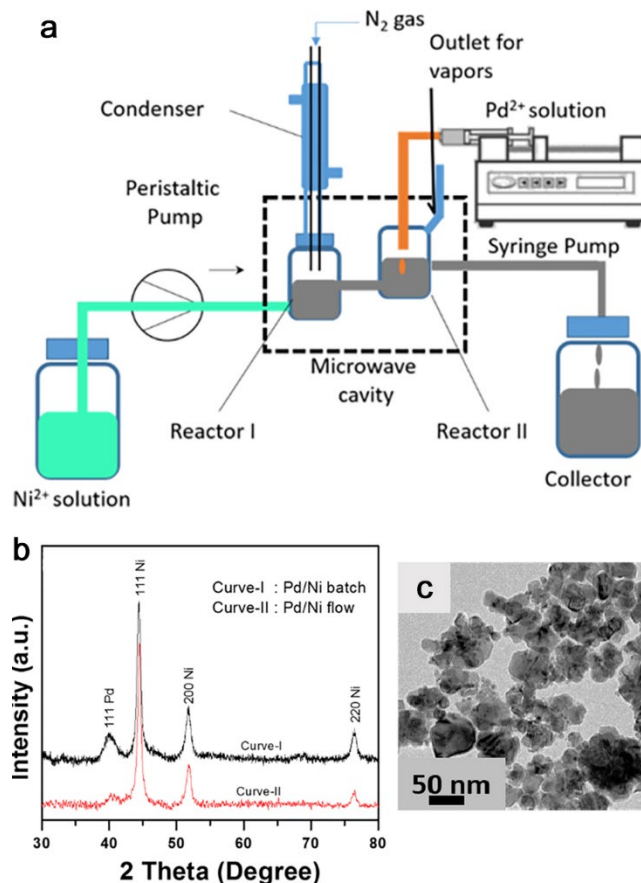 a
N₂ gas
Outlet for
vapors
Condenser
Pd²⁺ solution
Peristaltic
Pump
Syringe Pump
Microwave
cavity
Reactor I
Reactor II
Ni²⁺ solution
Collector
b
Intensity (a.u.)
111 Pd
111 Ni
200 Ni
220 Ni
Curve-I : Pd/Ni batch
Curve-II : Pd/Ni flow
Curve-I
Curve-II
30 40 50 60 70 80
2 Theta (Degree)
c
50 nm